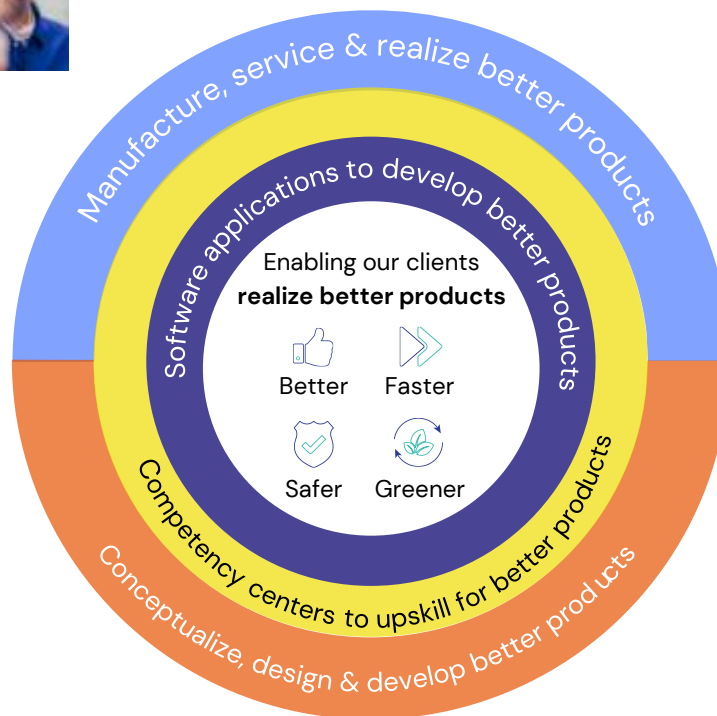 Manufacture, service & realize better products
Software applications to develop better products
Enabling our clients
realize better products
Better
Faster
Safer
Greener
Competency centers to upskill for better products
Conceptualize, design & develop better products